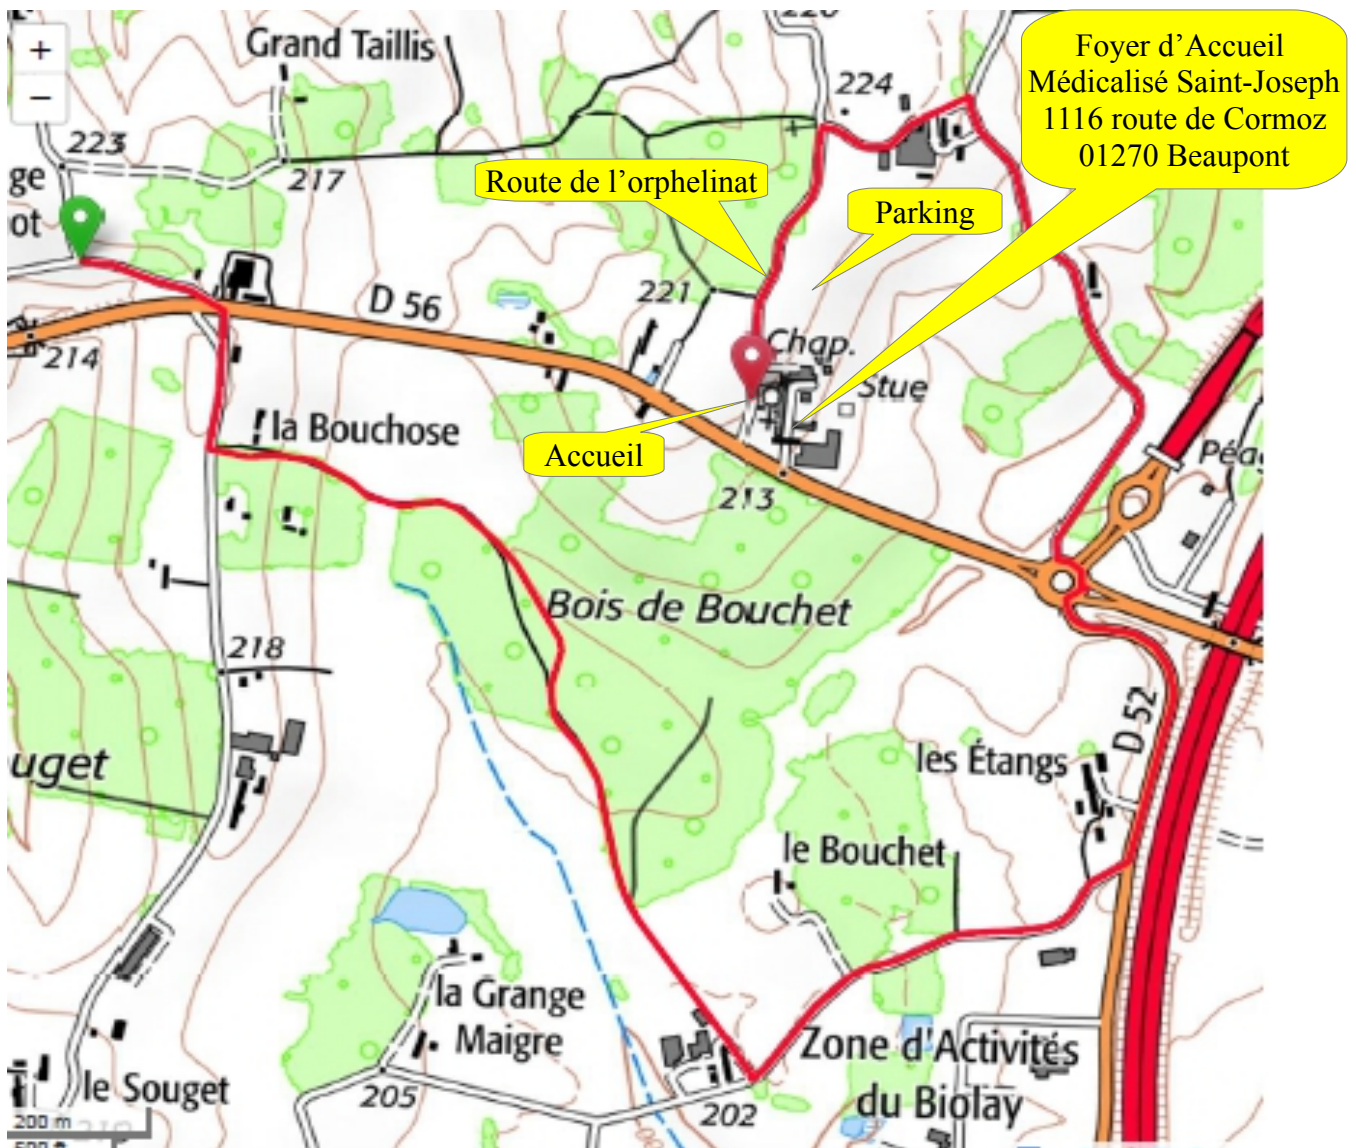 +
−
Grand Taillis
224
Foyer d'Accueil
Médicalisé Saint-Joseph
1116 route de Cormoz
01270 Beaupont
223
217
ge
ot
Route de l'orphelinat
Parking
D 56
221
214
Chap.
Stue
la Bouchose
Accueil
213
Bois de Bouchet
218
D 52
uget
les Étangs
le Bouchet
la Grange
Maigre
Zone d'Activités
du Biolay
le Souget
205
202
200 m